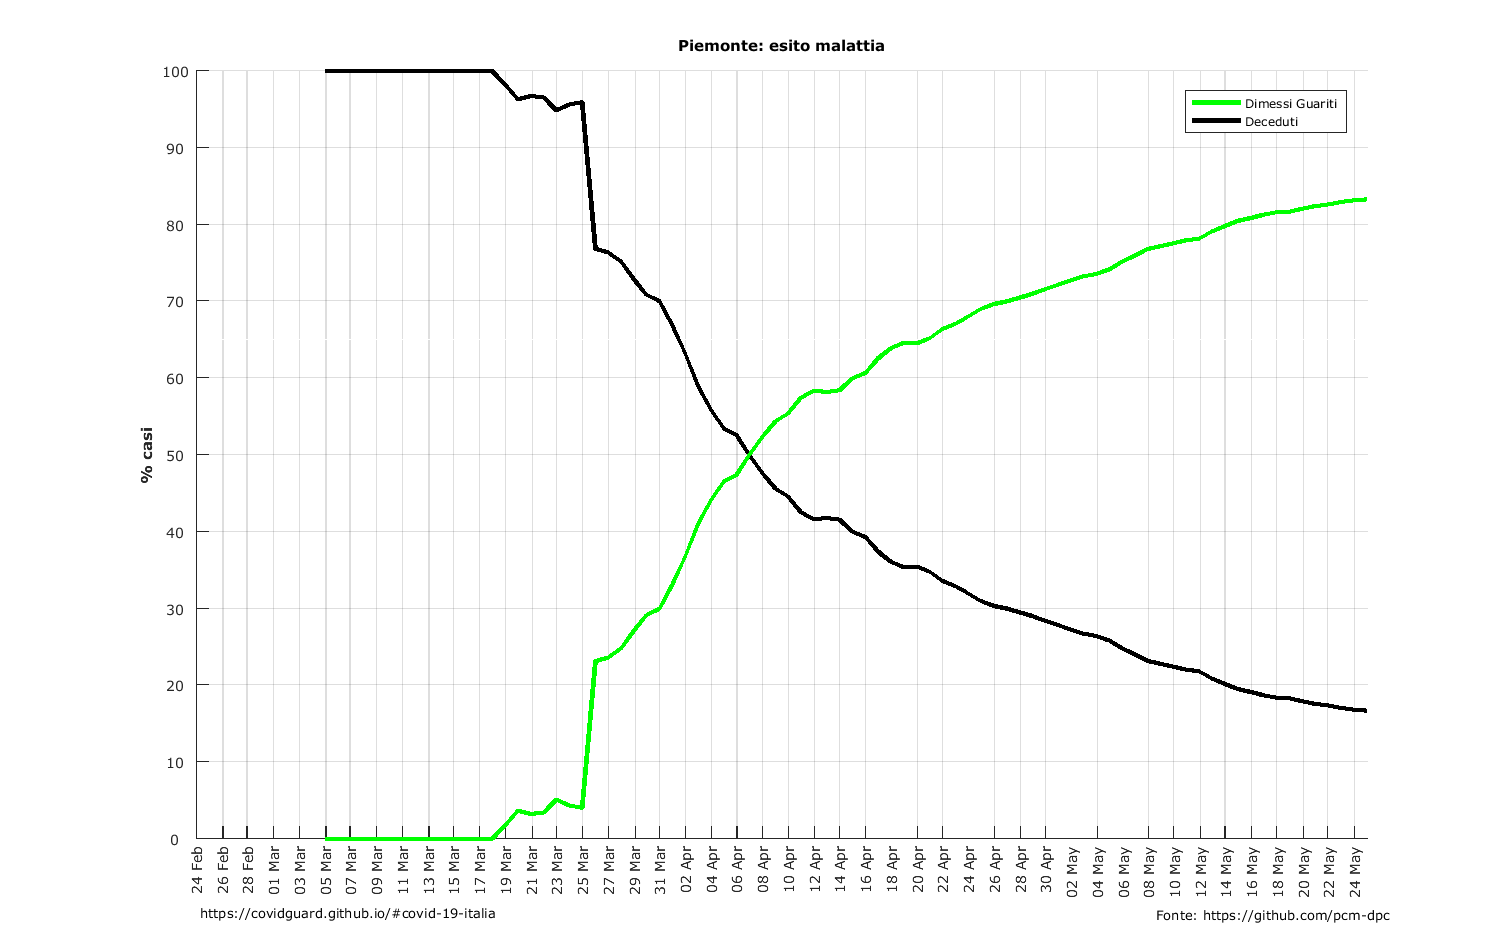 Piemonte: esito malattia
Dimessi Guariti
Deceduti
% casi
100
90
80
70
60
50
40
30
20
10
0
24 Feb
26 Feb
28 Feb
01 Mar
03 Mar
05 Mar
07 Mar
09 Mar
11 Mar
13 Mar
15 Mar
17 Mar
19 Mar
21 Mar
23 Mar
25 Mar
27 Mar
29 Mar
31 Mar
02 Apr
04 Apr
06 Apr
08 Apr
10 Apr
12 Apr
14 Apr
16 Apr
18 Apr
20 Apr
22 Apr
24 Apr
26 Apr
28 Apr
30 Apr
02 May
04 May
06 May
08 May
10 May
12 May
14 May
16 May
18 May
20 May
22 May
24 May
https://covidguard.github.io/#covid-19-italia
Fonte: https://github.com/pcm-dpc